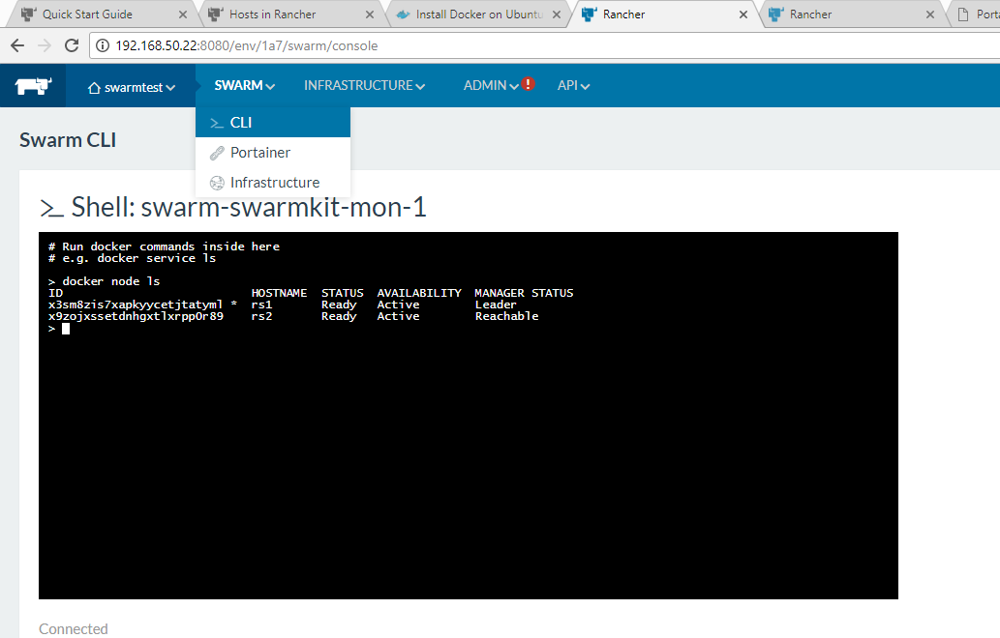 Quick Start Guide
Hosts in Rancher
Install Docker on Ubuntu
Rancher
Rancher
Porta
192.168.50.22:8080/env/1a7/swarm/console
swarmtest
SWARM
INFRASTRUCTURE
ADMIN
!
API
CLI
Portainer
Infrastructure
Swarm CLI
>_ Shell: swarm-swarmkit-mon-1
# Run docker commands inside here
# e.g. docker service ls
> docker node ls
ID HOSTNAME STATUS AVAILABILITY MANAGER STATUS
x3sm8zis7xapkyycetjtatyml * rs1 Ready Active Leader
x9zojxssetdnhgxtlxrpp0r89 rs2 Ready Active Reachable
>
Connected